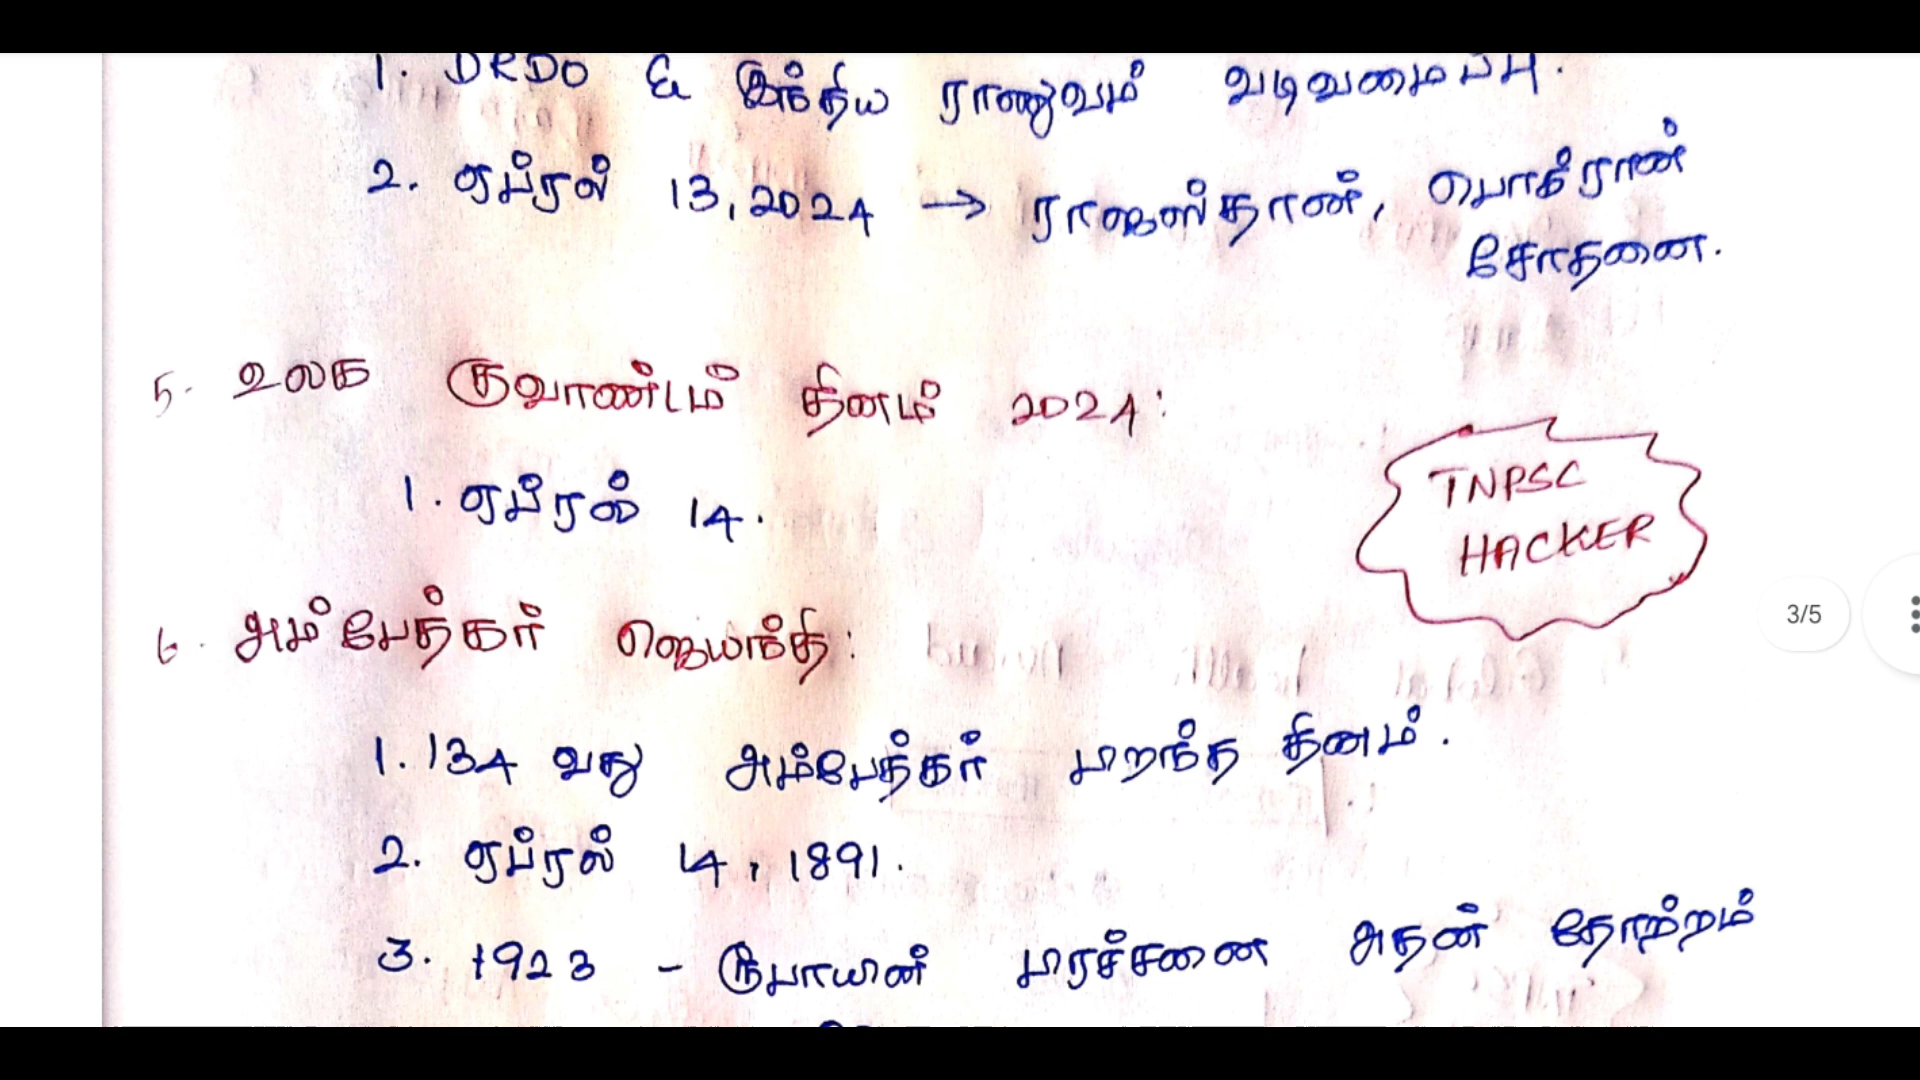 1. DRDO & இந்திய ராணுவம் வடிவமைப்பு.
2. ஏப்ரல் 13, 2024 → ராஜஸ்தான், பொக்ரான்
சோதனை.
5. உலக குவாண்டம் தினம் 2024:
1. ஏப்ரல் 14.
TNPSC
HACKER
3/5
6. அம்பேத்கர் ஜெயந்தி:
1. 134 வது அம்பேத்கர் பிறந்த தினம்.
2. ஏப்ரல் 14, 1891.
3. 1923 - ரூபாயின் பிரச்சனை அதன் தோற்றம்